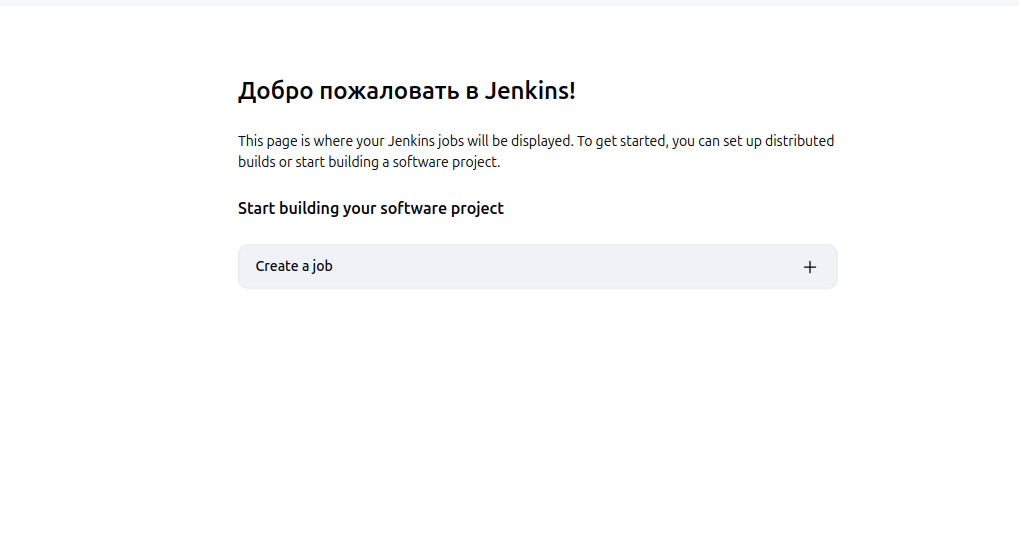 Добро пожаловать в Jenkins!
This page is where your Jenkins jobs will be displayed. To get started, you can set up distributed
builds or start building a software project.
Start building your software project
Create a job